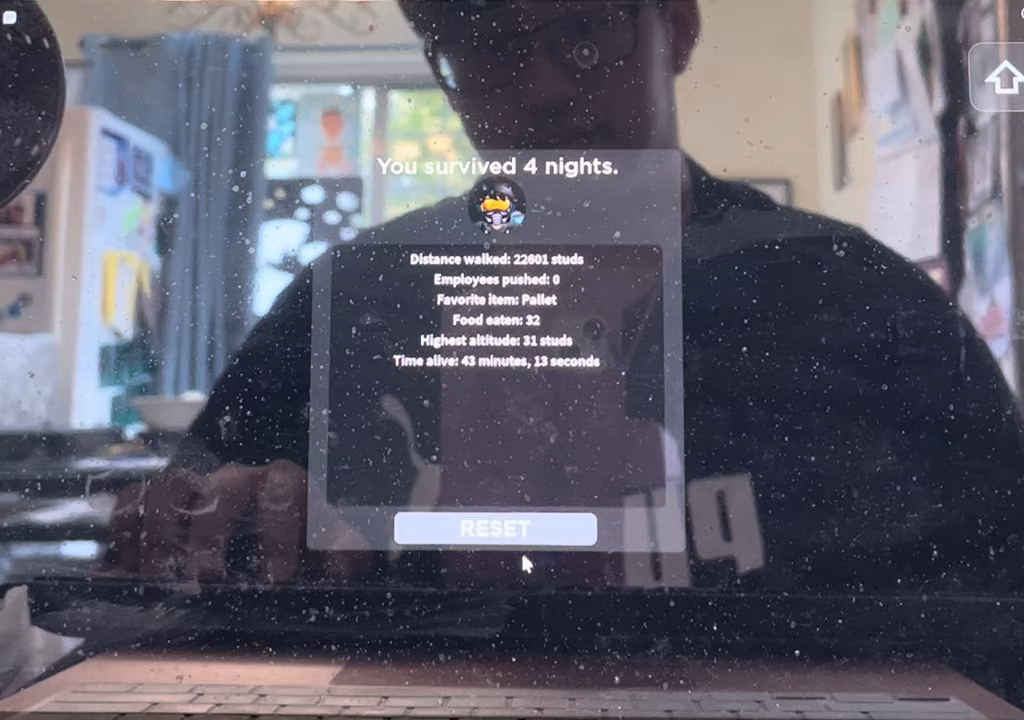 You survived 4 nights.
Distance walked: 22601 studs
Employees pushed: 0
Favorite item: Pallet
Food eaten: 32
Highest altitude: 31 studs
Time alive: 43 minutes, 13 seconds
RESET